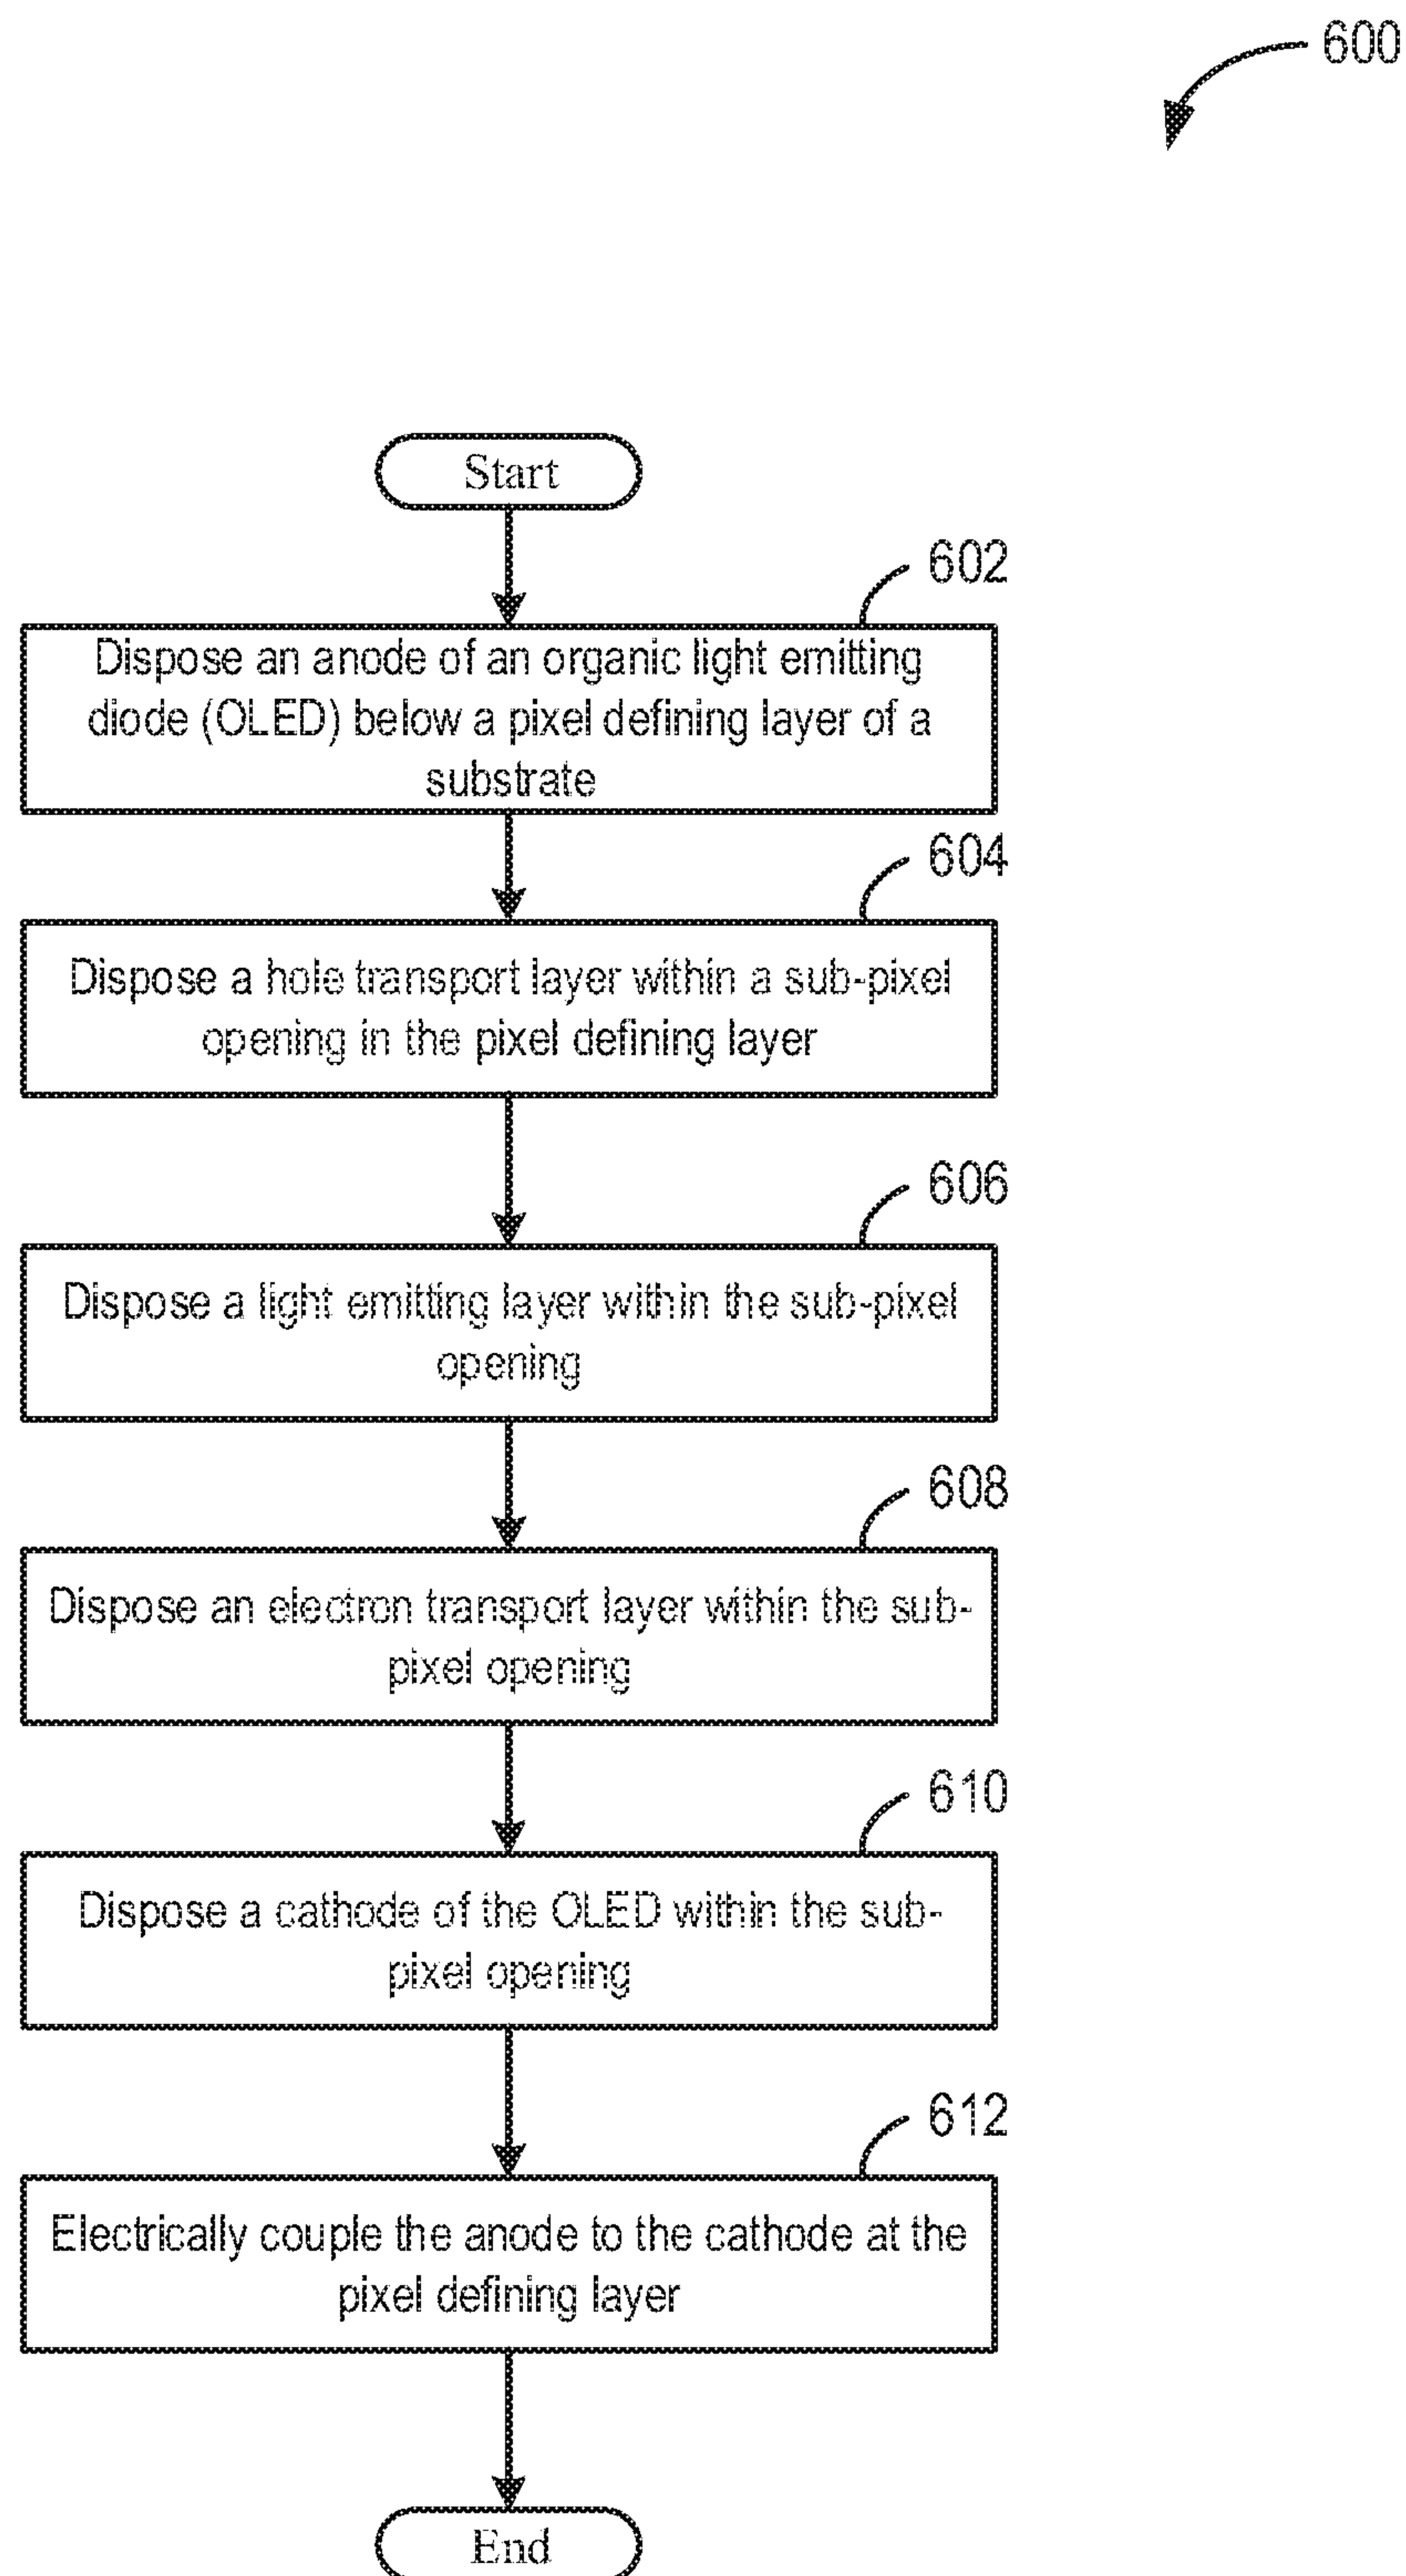 600
Start
602
Dispose an anode of an organic light emitting
diode (OLED) below a pixel defining layer of a
substrate
604
Dispose a hole transport layer within a sub-pixel
opening in the pixel defining layer
606
Dispose a light emitting layer within the sub-pixel
opening
608
Dispose an electron transport layer within the sub-
pixel opening
610
Dispose a cathode of the OLED within the sub-
pixel opening
612
Electrically couple the anode to the cathode at the
pixel defining layer
End